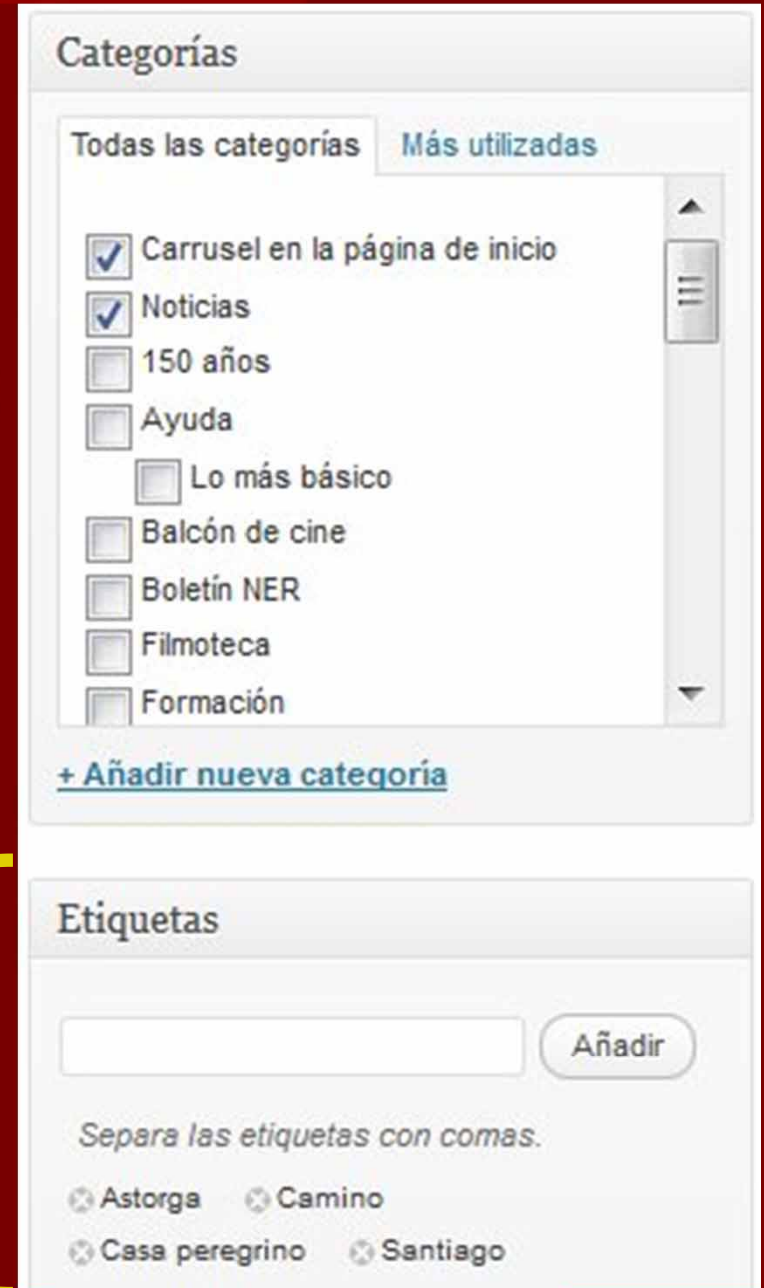 Categorías
Todas las categorías Más utilizadas
Carrusel en la página de inicio
Noticias
150 años
Ayuda
Lo más básico
Balcón de cine
Boletín NER
Filmoteca
Formación
+ Añadir nueva categoría
Etiquetas
Añadir
Separa las etiquetas con comas.
Astorga Camino
Casa peregrino Santiago